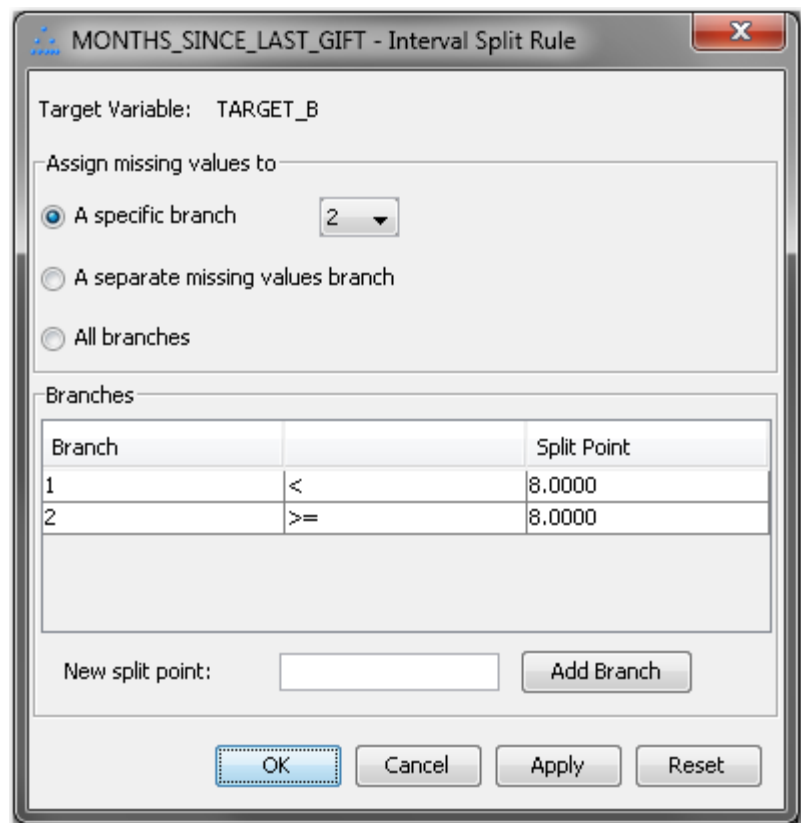 MONTHS_SINCE_LAST_GIFT - Interval Split Rule
X
Target Variable: TARGET_B
Assign missing values to
A specific branch 2
A separate missing values branch
All branches
Branches
Branch Split Point
1 < 8.0000
2 >= 8.0000
New split point: Add Branch
OK Cancel Apply Reset